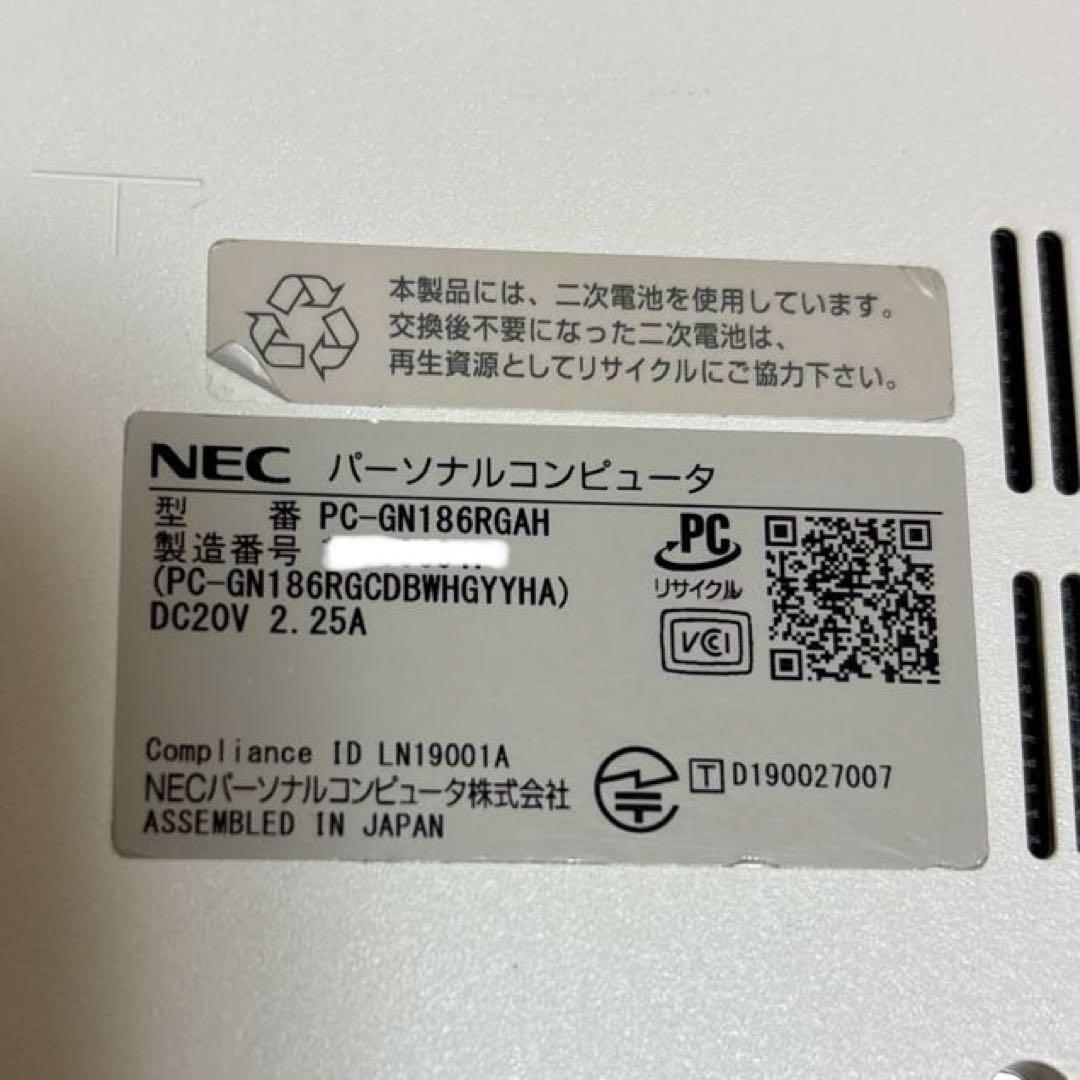 本製品には、二次電池を使用しています。
交換後不要になった二次電池は、
再生資源としてリサイクルにご協力下さい。
NEC パーソナルコンピュータ
型 番 PC-GN186RGAH
製造番号
(PC-GN186RGCDBWHGYYHA)
DC20V 2.25A
PC
リサイクル
VCI
Compliance ID LN19001A
NECパーソナルコンピュータ株式会社
ASSEMBLED IN JAPAN
T D190027007